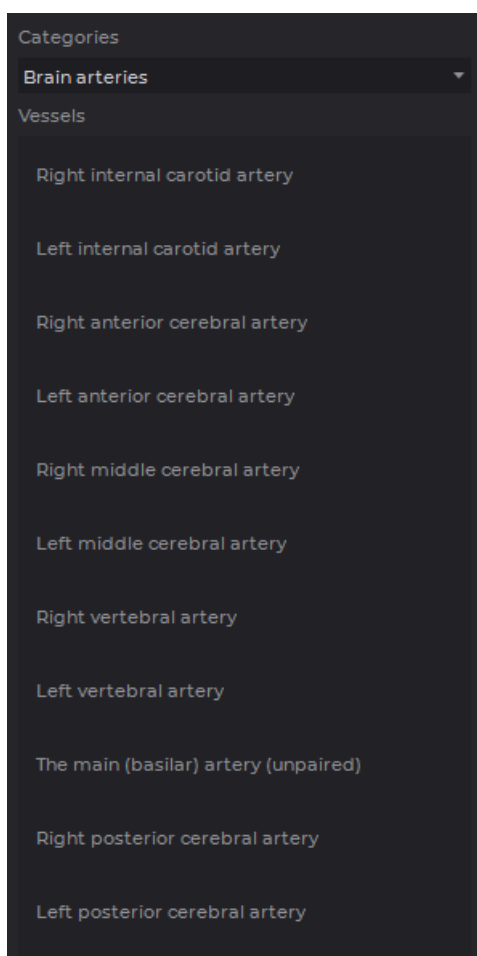 Categories
Brain arteries
Vessels
Right internal carotid artery
Left internal carotid artery
Right anterior cerebral artery
Left anterior cerebral artery
Right middle cerebral artery
Left middle cerebral artery
Right vertebral artery
Left vertebral artery
The main (basilar) artery (unpaired)
Right posterior cerebral artery
Left posterior cerebral artery